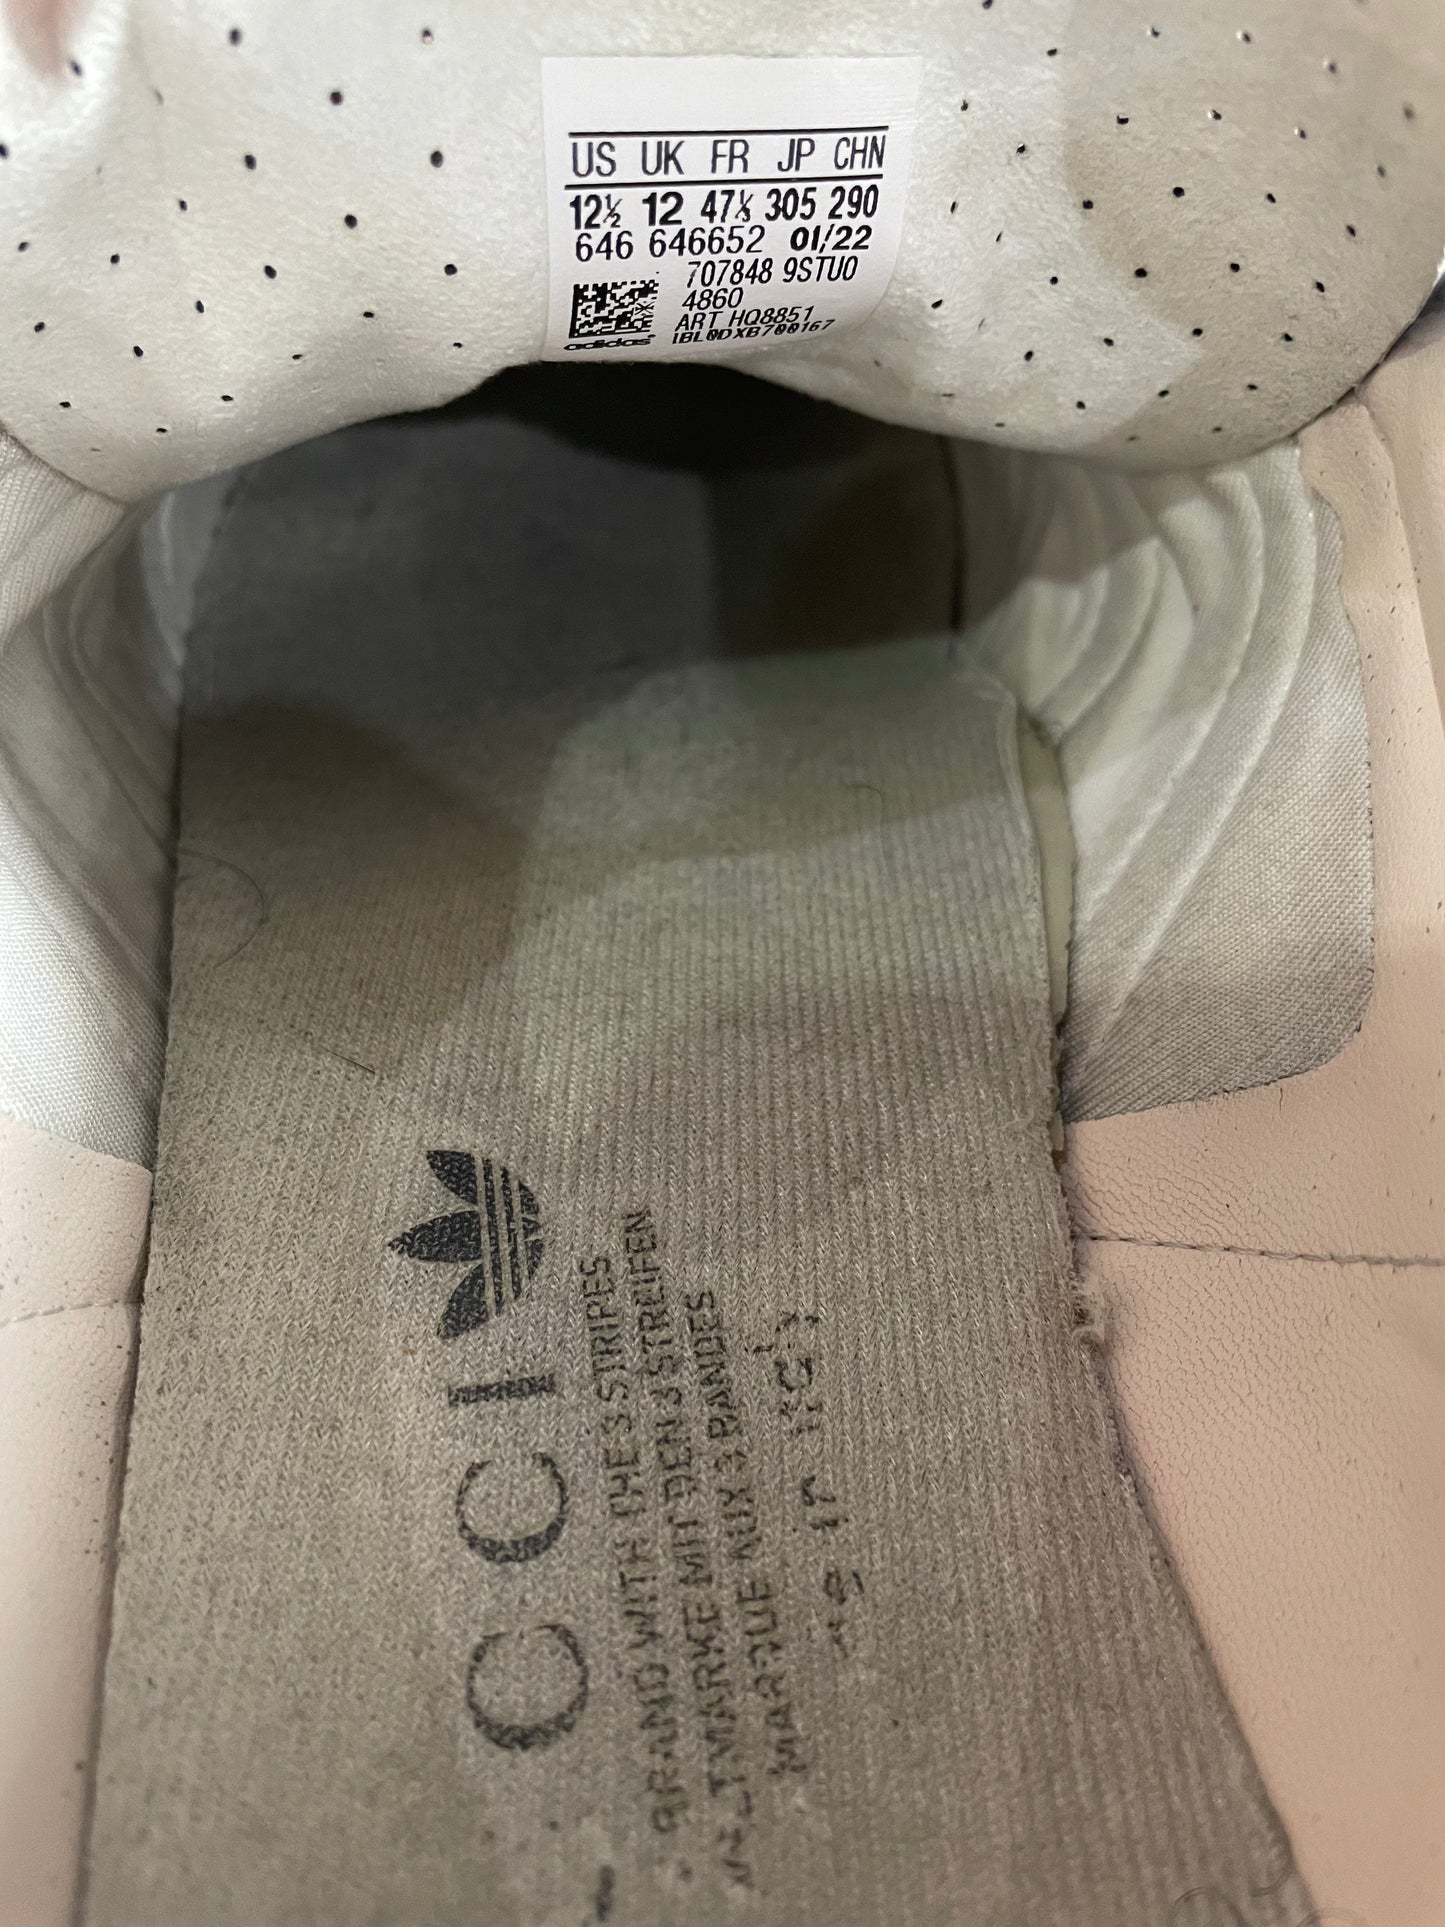 US UK FR JP CHN
12½ 12 47⅓ 305 290
646 646652 01/22
707848 9STU0
4860
ART HQ8851
IBL0DXB700167
adidas
CCI
BRAND WITH THE 3 STRIPES
MARKE MIT DEN 3 STREIFEN
MARQUE AUX 3 BANDES